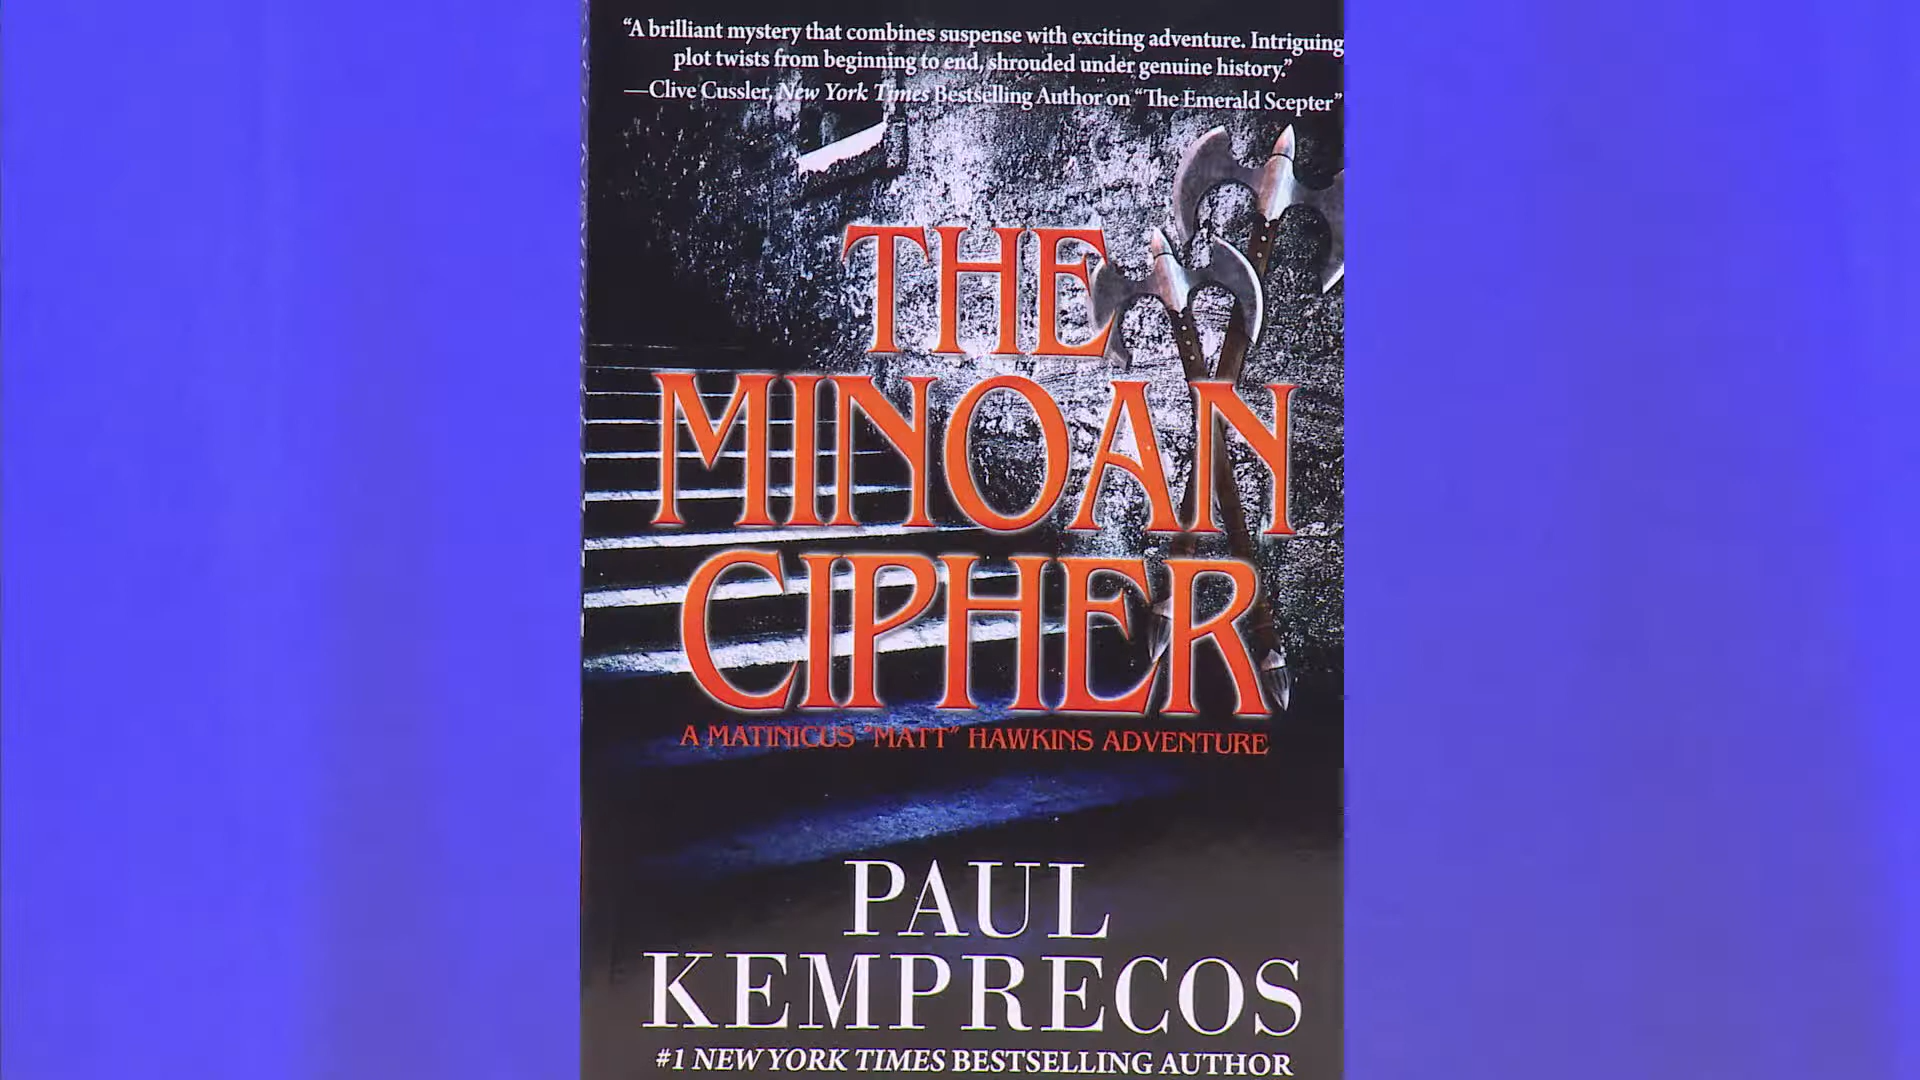 “A brilliant mystery that combines suspense with exciting adventure. Intriguing
plot twists from beginning to end, shrouded under genuine history.”
—Clive Cussler, New York Times Bestselling Author on “The Emerald Scepter”
THE
MINOAN
CIPHER
A MATINICUS “MATT” HAWKINS ADVENTURE
PAUL
KEMPRECOS
#1 NEW YORK TIMES BESTSELLING AUTHOR